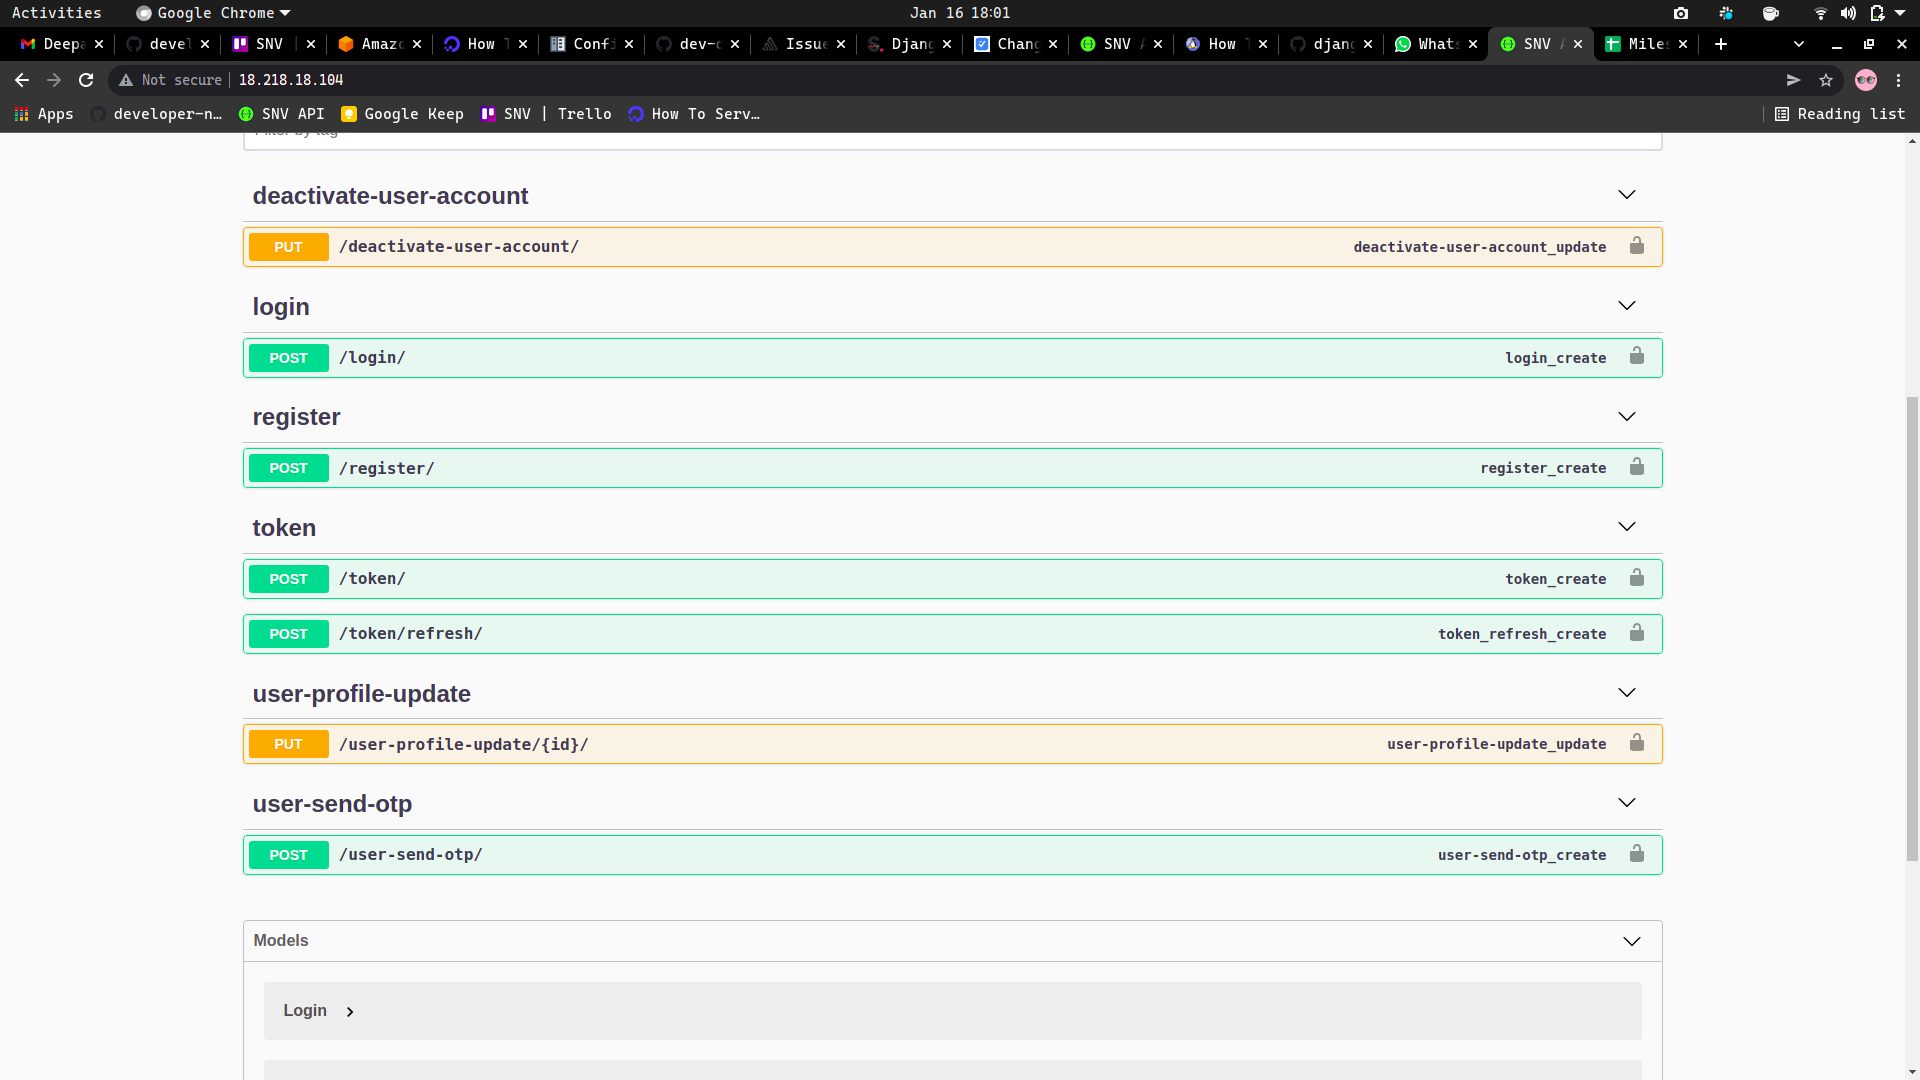 Activities Google Chrome Jan 16 18:01
Deepa devel SNV | Amazo How T Confi dev-c Issue Djang Chang SNV A How T djang Whats SNV A Miles
Not secure 18.218.18.104
Apps developer-n... SNV API Google Keep SNV | Trello How To Serv... Reading list
Filter by tag
deactivate-user-account
PUT /deactivate-user-account/ deactivate-user-account_update
login
POST /login/ login_create
register
POST /register/ register_create
token
POST /token/ token_create
POST /token/refresh/ token_refresh_create
user-profile-update
PUT /user-profile-update/{id}/ user-profile-update_update
user-send-otp
POST /user-send-otp/ user-send-otp_create
Models
Login